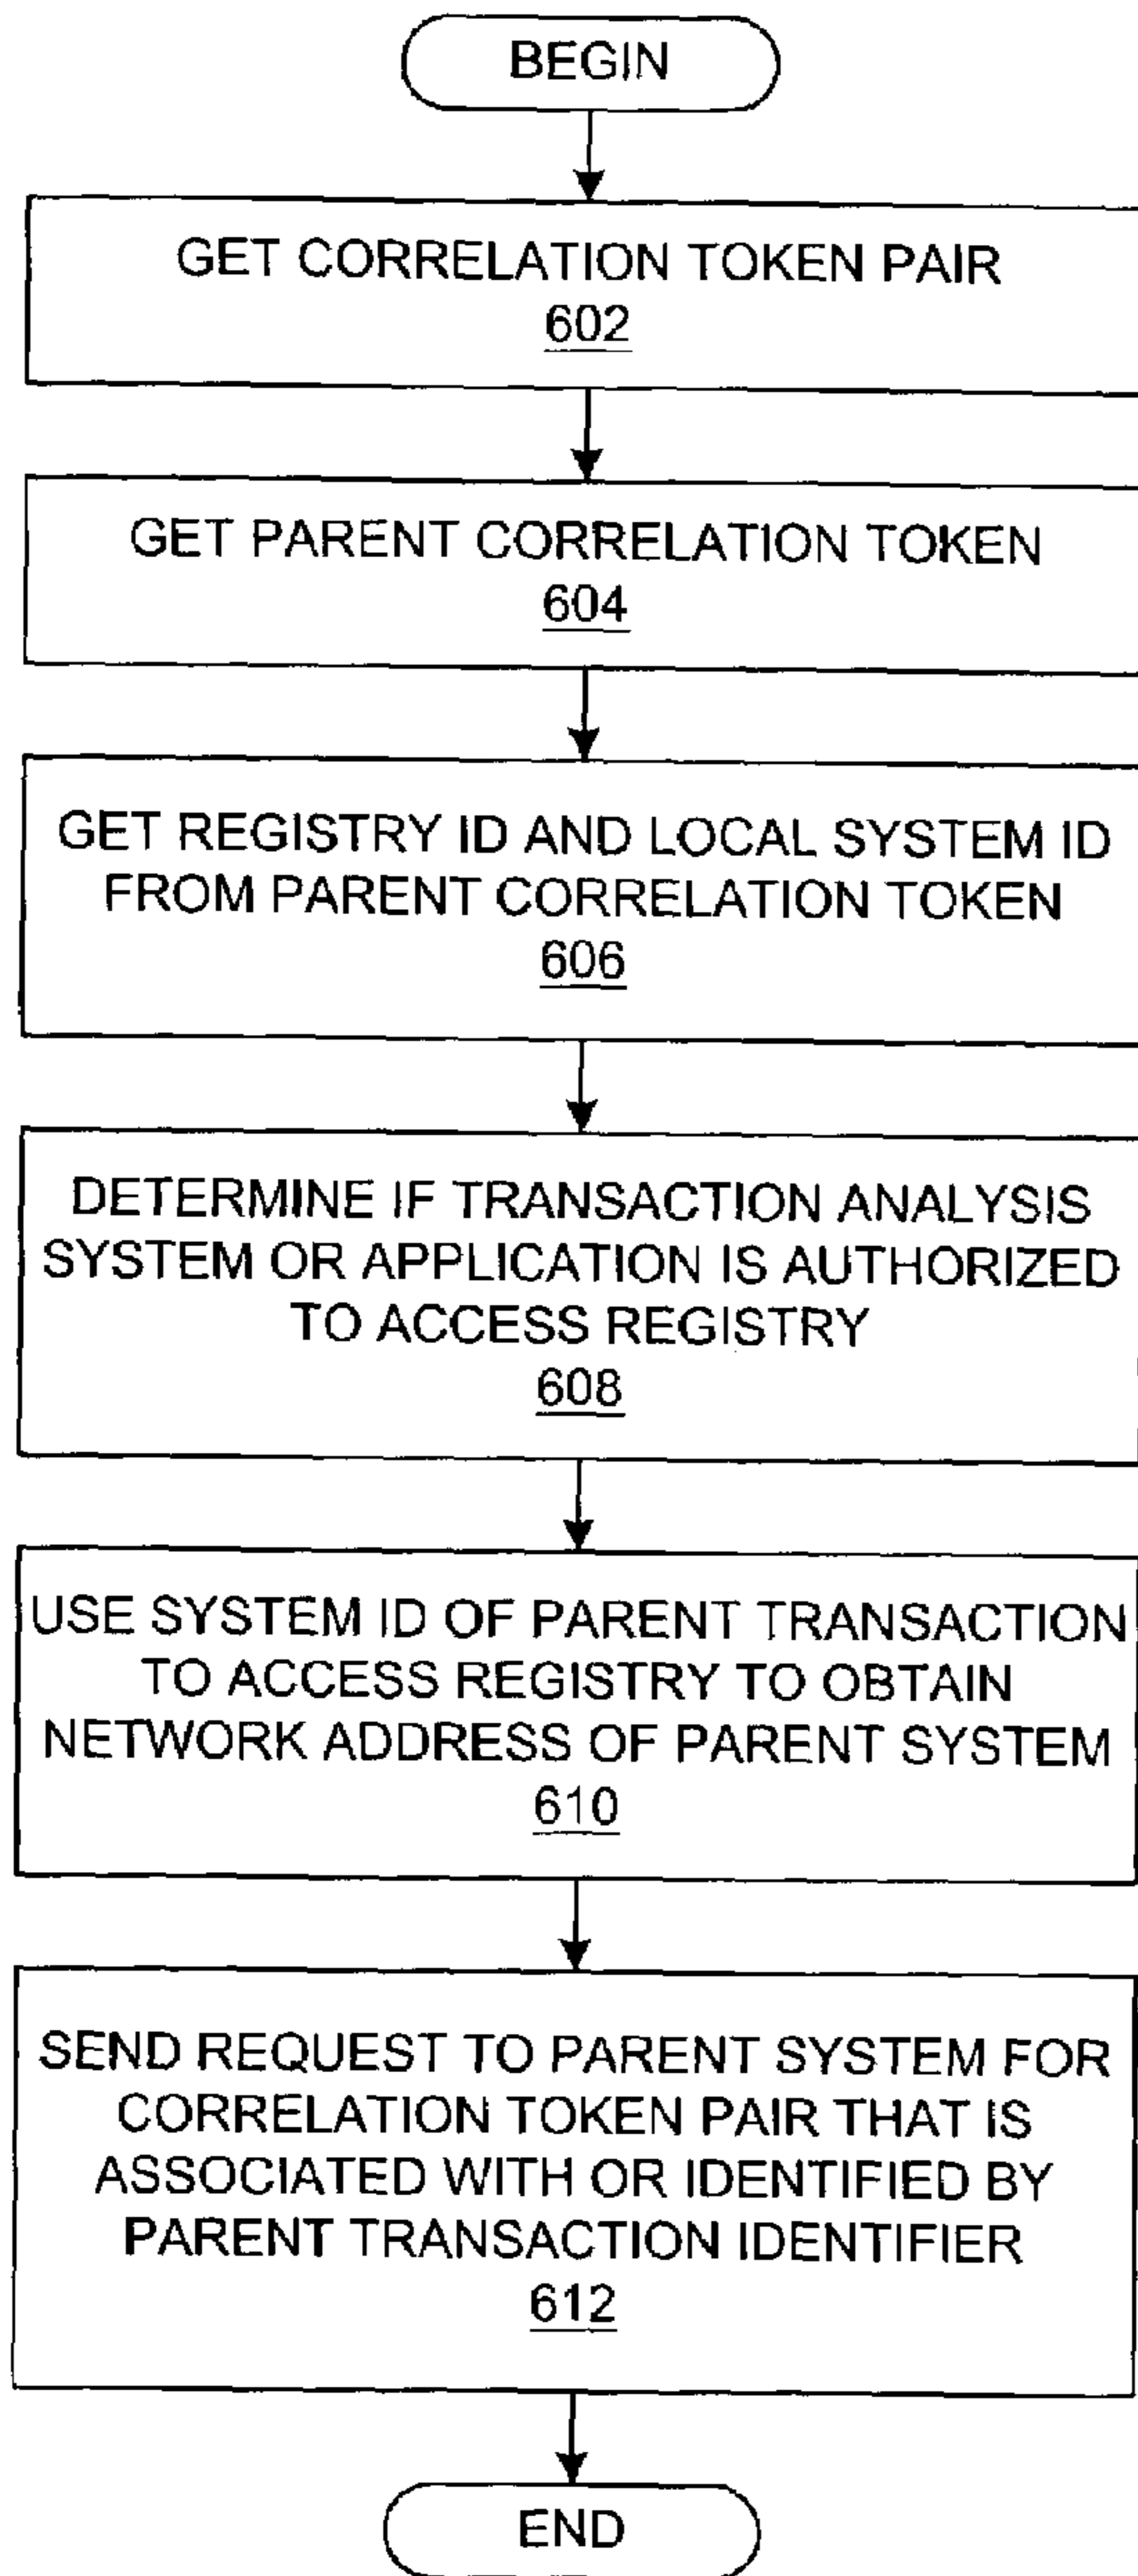 BEGIN
GET CORRELATION TOKEN PAIR
602
GET PARENT CORRELATION TOKEN
604
GET REGISTRY ID AND LOCAL SYSTEM ID
FROM PARENT CORRELATION TOKEN
606
DETERMINE IF TRANSACTION ANALYSIS
SYSTEM OR APPLICATION IS AUTHORIZED
TO ACCESS REGISTRY
608
USE SYSTEM ID OF PARENT TRANSACTION
TO ACCESS REGISTRY TO OBTAIN
NETWORK ADDRESS OF PARENT SYSTEM
610
SEND REQUEST TO PARENT SYSTEM FOR
CORRELATION TOKEN PAIR THAT IS
ASSOCIATED WITH OR IDENTIFIED BY
PARENT TRANSACTION IDENTIFIER
612
END